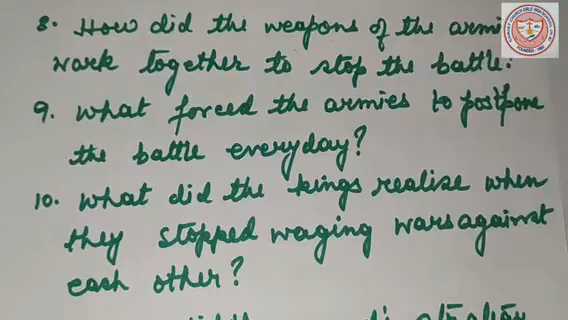 8. How did the weapons of the armi
work together to stop the battle?
9. What forced the armies to postpone
the battle everyday?
10. What did the kings realise when
they stopped waging wars against
each other?